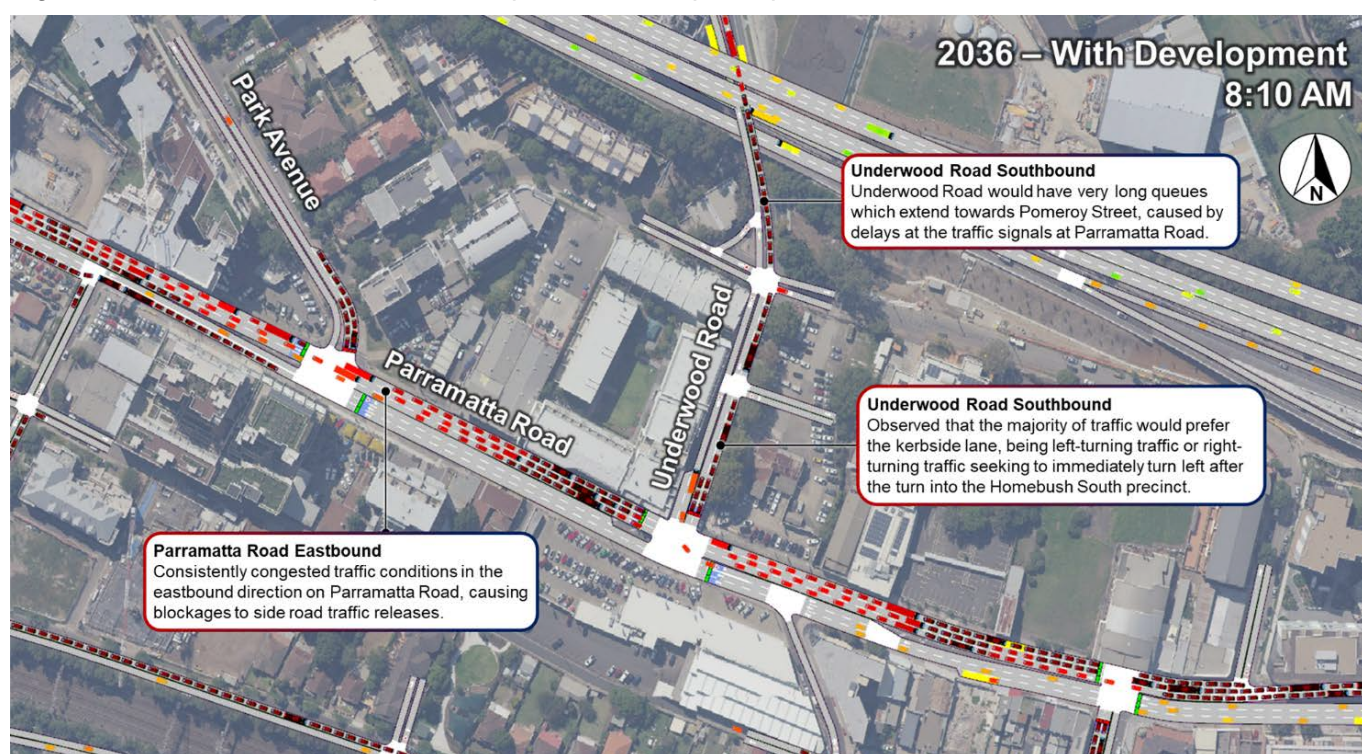 2036 – With Development
8:10 AM
Park Avenue
N
Underwood Road Southbound
Underwood Road would have very long queues
which extend towards Pomeroy Street, caused by
delays at the traffic signals at Parramatta Road.
Parramatta Road
Underwood Road
Underwood Road Southbound
Observed that the majority of traffic would prefer
the kerbside lane, being left-turning traffic or right-
turning traffic seeking to immediately turn left after
the turn into the Homebush South precinct.
Parramatta Road Eastbound
Consistently congested traffic conditions in the
eastbound direction on Parramatta Road, causing
blockages to side road traffic releases.